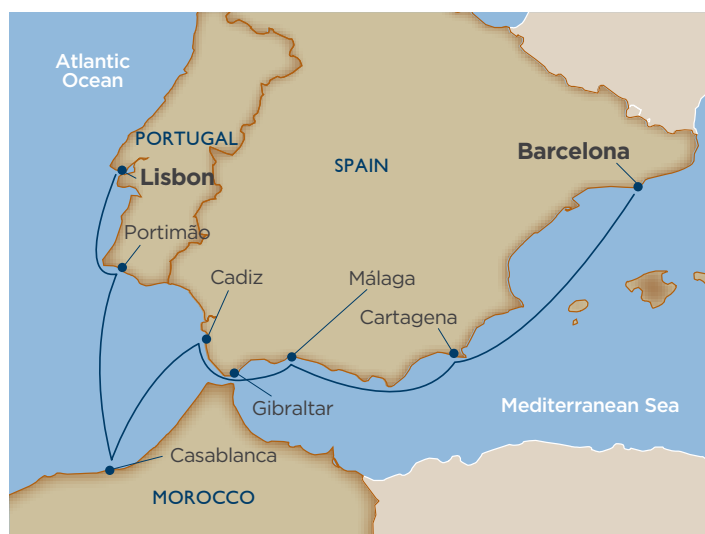 Atlantic
Ocean
PORTUGAL
SPAIN
Barcelona
Lisbon
Portimão
Cadiz
Málaga
Cartagena
Gibraltar
Mediterranean Sea
Casablanca
MOROCCO